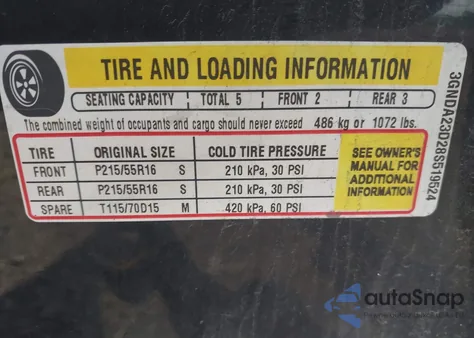 TIRE AND LOADING INFORMATION
SEATING CAPACITY TOTAL 5 FRONT 2 REAR 3
The combined weight of occupants and cargo should never exceed 486 kg or 1072 lbs.
TIRE ORIGINAL SIZE COLD TIRE PRESSURE
FRONT P215/55R16 S 210 kPa, 30 PSI
REAR P215/55R16 S 210 kPa, 30 PSI
SPARE T115/70D15 M 420 kPa, 60 PSI
SEE OWNER'S
MANUAL FOR
ADDITIONAL
INFORMATION
autoSnap